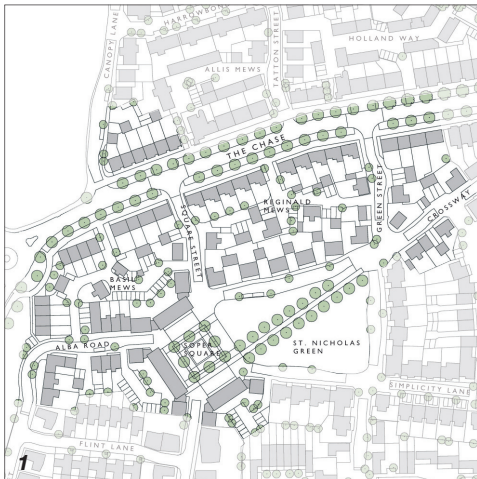 CANOPY LANE
HARROWBON
TATTON STREET
HOLLAND WAY
ALLIS MEWS
THE CHASE
REGINALD
MEWS
GREEN STREET
CROSSWAY
SQUARE STREET
BASIL
MEWS
ALBA ROAD
SOPER
SQUARE
ST. NICHOLAS
GREEN
SIMPLICITY LANE
FLINT LANE
1